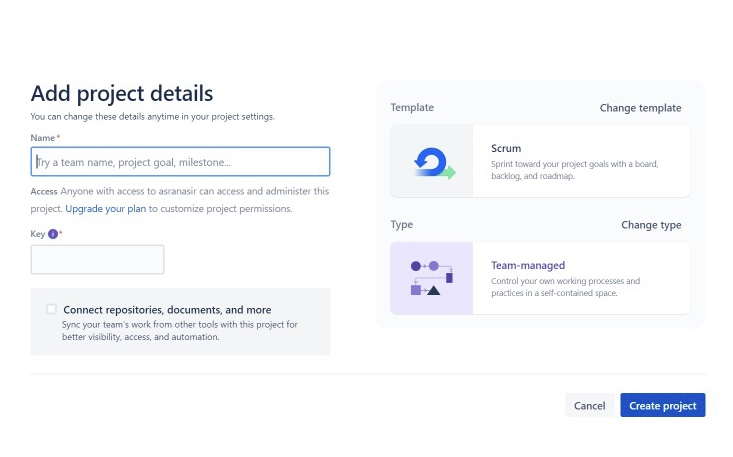 Add project details
You can change these details anytime in your project settings.
Name*
Try a team name, project goal, milestone...
Access Anyone with access to asranasir can access and administer this
project. Upgrade your plan to customize project permissions.
Key i*
Connect repositories, documents, and more
Sync your team's work from other tools with this project for
better visibility, access, and automation.
Template
Change template
Scrum
Sprint toward your project goals with a board,
backlog, and roadmap.
Type
Change type
Team-managed
Control your own working processes and
practices in a self-contained space.
Cancel
Create project